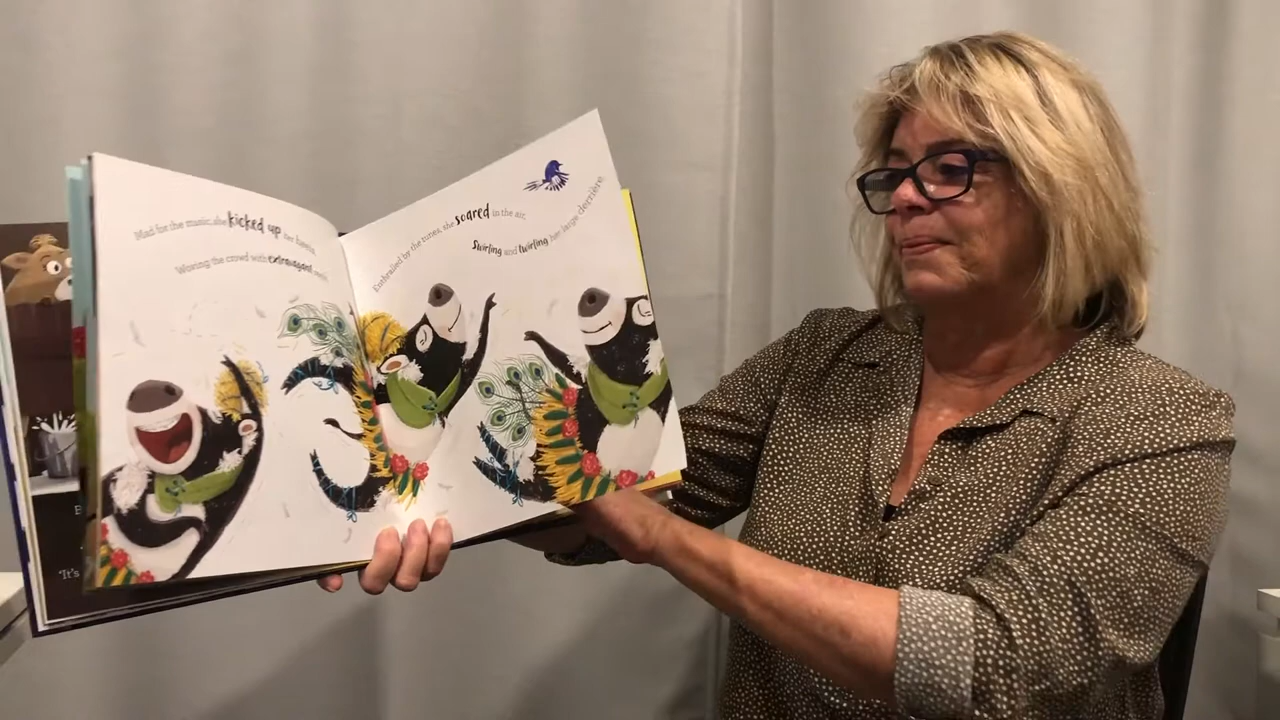 Mad for the music, she kicked up her heels,
Wowing the crowd with extravagant
Enthralled by the tunes, she soared in the air,
Swirling and twirling her large derrière.
B
"It's